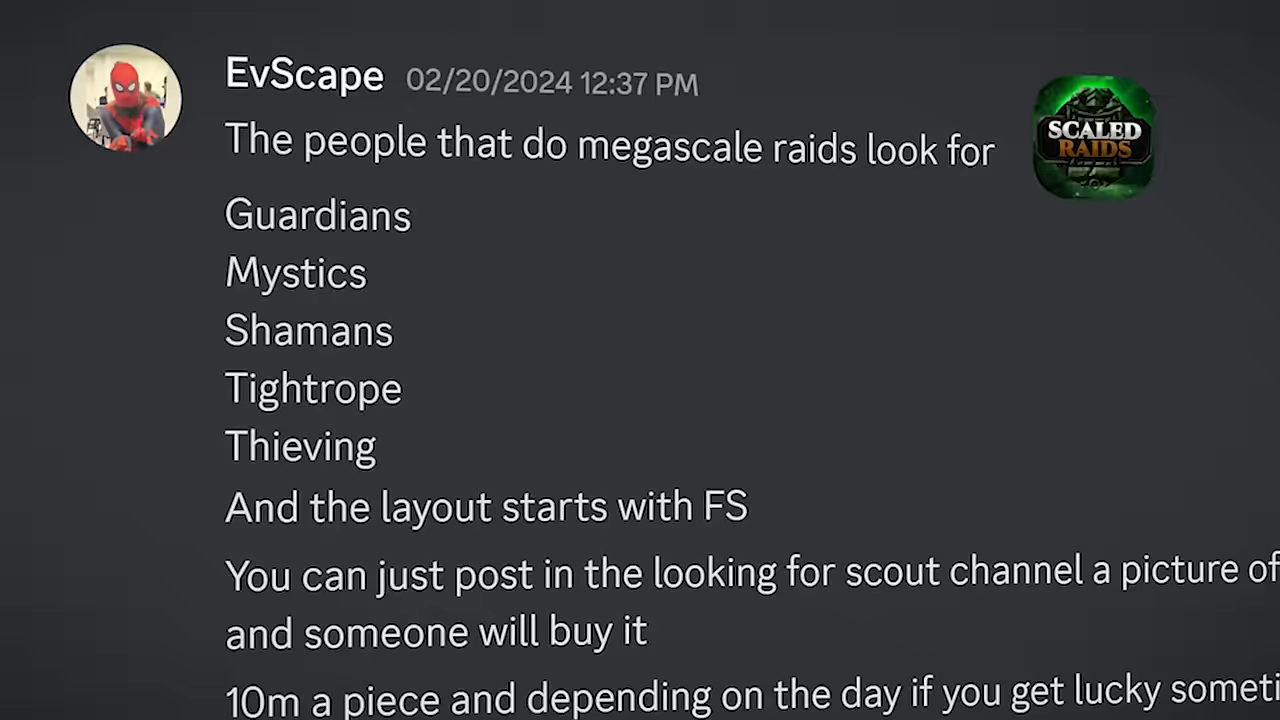 EvScape 02/20/2024 12:37 PM
The people that do megascale raids look for
SCALED
RAIDS
Guardians
Mystics
Shamans
Tightrope
Thieving
And the layout starts with FS
You can just post in the looking for scout channel a picture of
and someone will buy it
10m a piece and depending on the day if you get lucky